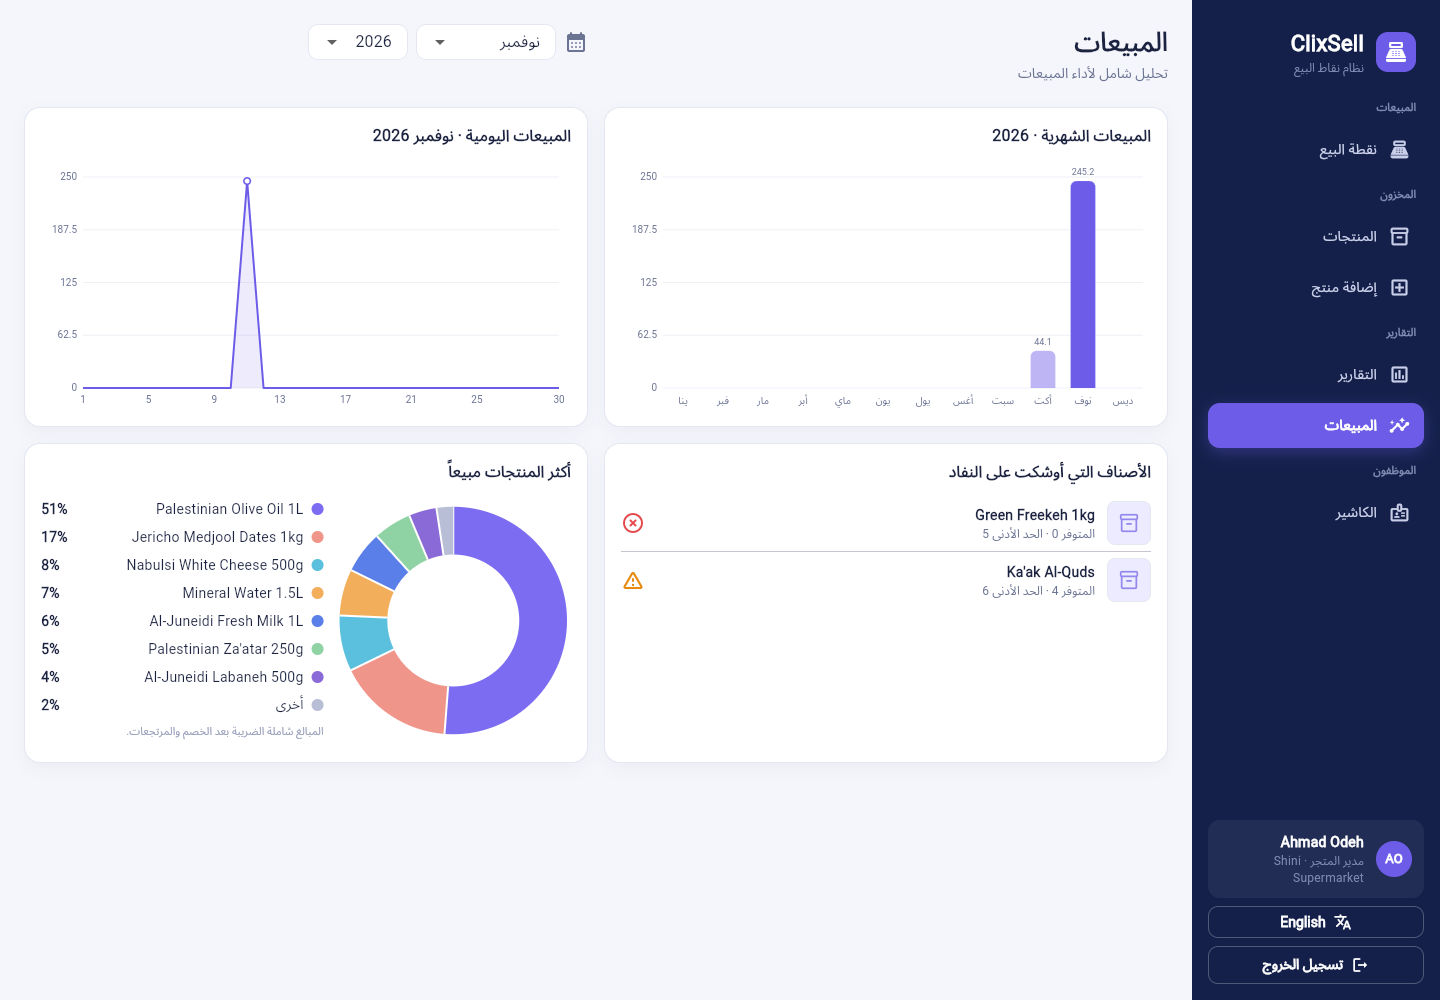 ClixSell
نظام نقاط البيع
المبيعات
نقطة البيع
المخزون
المنتجات
إضافة منتج
التقارير
التقارير
المبيعات
الموظفون
الكاشير
Ahmad Odeh
مدير المتجر · Shini
Supermarket
AO
English
تسجيل الخروج
المبيعات
تحليل شامل لأداء المبيعات
نوفمبر
2026
المبيعات الشهرية · 2026
250
187.5
125
62.5
0
245.2
44.1
ينا
فبر
مار
أبر
ماي
يون
يول
أغس
سبت
أكت
نوف
ديس
المبيعات اليومية · نوفمبر 2026
250
187.5
125
62.5
0
1
5
9
13
17
21
25
30
الأصناف التي أوشكت على النفاد
Green Freekeh 1kg
المتوفر 0 · الحد الأدنى 5
Ka'ak Al-Quds
المتوفر 4 · الحد الأدنى 6
أكثر المنتجات مبيعاً
Palestinian Olive Oil 1L 51%
Jericho Medjool Dates 1kg 17%
Nabulsi White Cheese 500g 8%
Mineral Water 1.5L 7%
Al-Juneidi Fresh Milk 1L 6%
Palestinian Za'atar 250g 5%
Al-Juneidi Labaneh 500g 4%
أخرى 2%
المبالغ شاملة الضريبة بعد الخصم والمرتجعات.